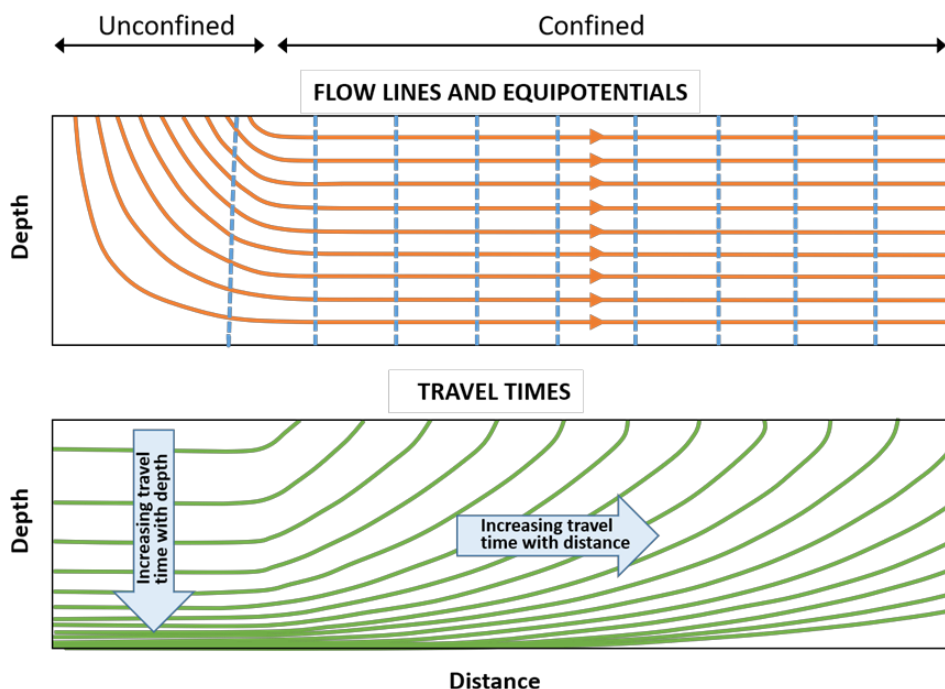 Unconfined
Confined
FLOW LINES AND EQUIPOTENTIALS
Depth
TRAVEL TIMES
Depth
Increasing travel
time with depth
Increasing travel
time with distance
Distance